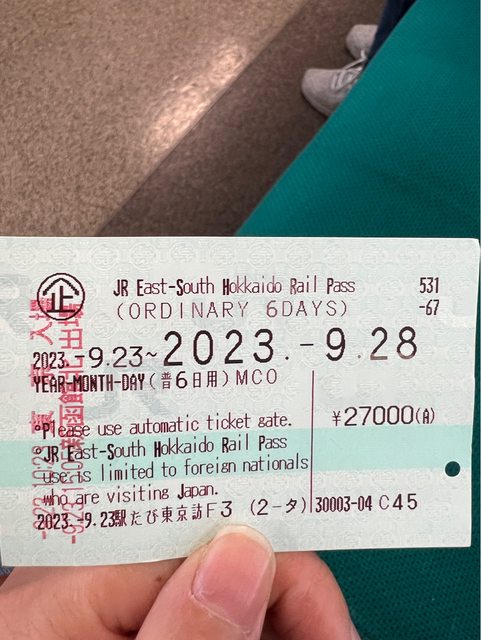 JR East-South Hokkaido Rail Pass 531
(ORDINARY 6DAYS) -67
2023.-9.23~2023.-9.28
YEAR-MONTH-DAY(普6日用)MCO
Please use automatic ticket gate. ¥27000(A)
JR East-South Hokkaido Rail Pass
use is limited to foreign nationals
who are visiting Japan.
2023.-9.23駅たび東京訪F3 (2-タ) 30003-04 C45